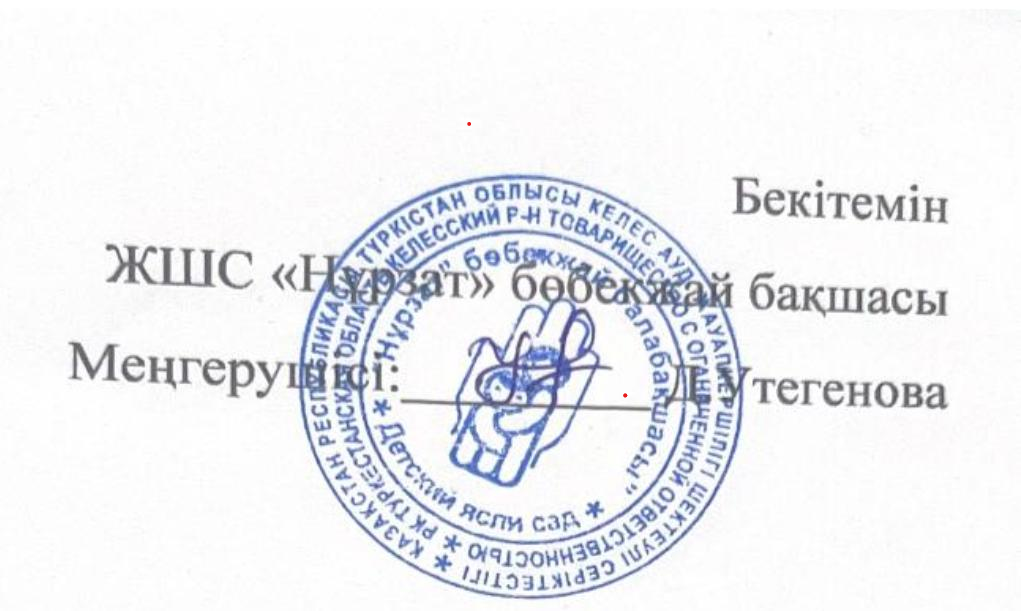 Бекітемін
ЖШС «Нұрзат» бөбекжай бақшасы
Меңгерушісі: Д.Утегенова
ҚАЗАҚСТАН РЕСПУБЛИКАСЫ ТҮРКІСТАН ОБЛЫСЫ КЕЛЕС АУДАНЫ ЖАУАПКЕРШІЛІГІ ШЕКТЕУЛІ СЕРІКТЕСТІГІ
РК ТУРКЕСТАНСКАЯ ОБЛАСТЬ КЕЛЕССКИЙ Р-Н ТОВАРИЩЕСТВО С ОГРАНИЧЕННОЙ ОТВЕТСТВЕННОСТЬЮ
"Нұрзат" бөбекжай балабақшасы"
Детский ясли сад